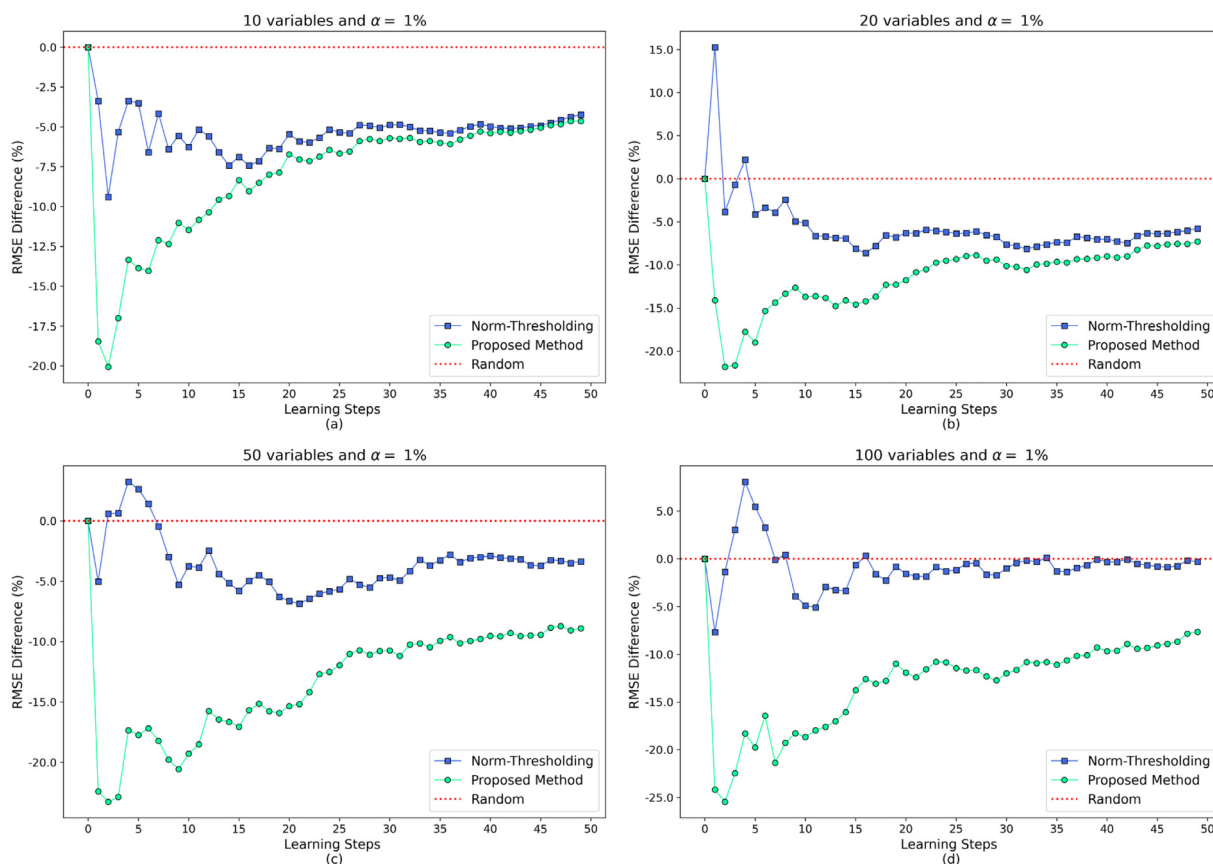 10 variables and α = 1%
RMSE Difference (%)
0.0
-2.5
-5.0
-7.5
-10.0
-12.5
-15.0
-17.5
-20.0
Norm-Thresholding
Proposed Method
Random
0 5 10 15 20 25 30 35 40 45 50
Learning Steps
(a)
20 variables and α = 1%
RMSE Difference (%)
15.0
10.0
5.0
0.0
-5.0
-10.0
-15.0
-20.0
Norm-Thresholding
Proposed Method
Random
0 5 10 15 20 25 30 35 40 45 50
Learning Steps
(b)
50 variables and α = 1%
RMSE Difference (%)
0.0
-5.0
-10.0
-15.0
-20.0
Norm-Thresholding
Proposed Method
Random
0 5 10 15 20 25 30 35 40 45 50
Learning Steps
(c)
100 variables and α = 1%
RMSE Difference (%)
5.0
0.0
-5.0
-10.0
-15.0
-20.0
-25.0
Norm-Thresholding
Proposed Method
Random
0 5 10 15 20 25 30 35 40 45 50
Learning Steps
(d)